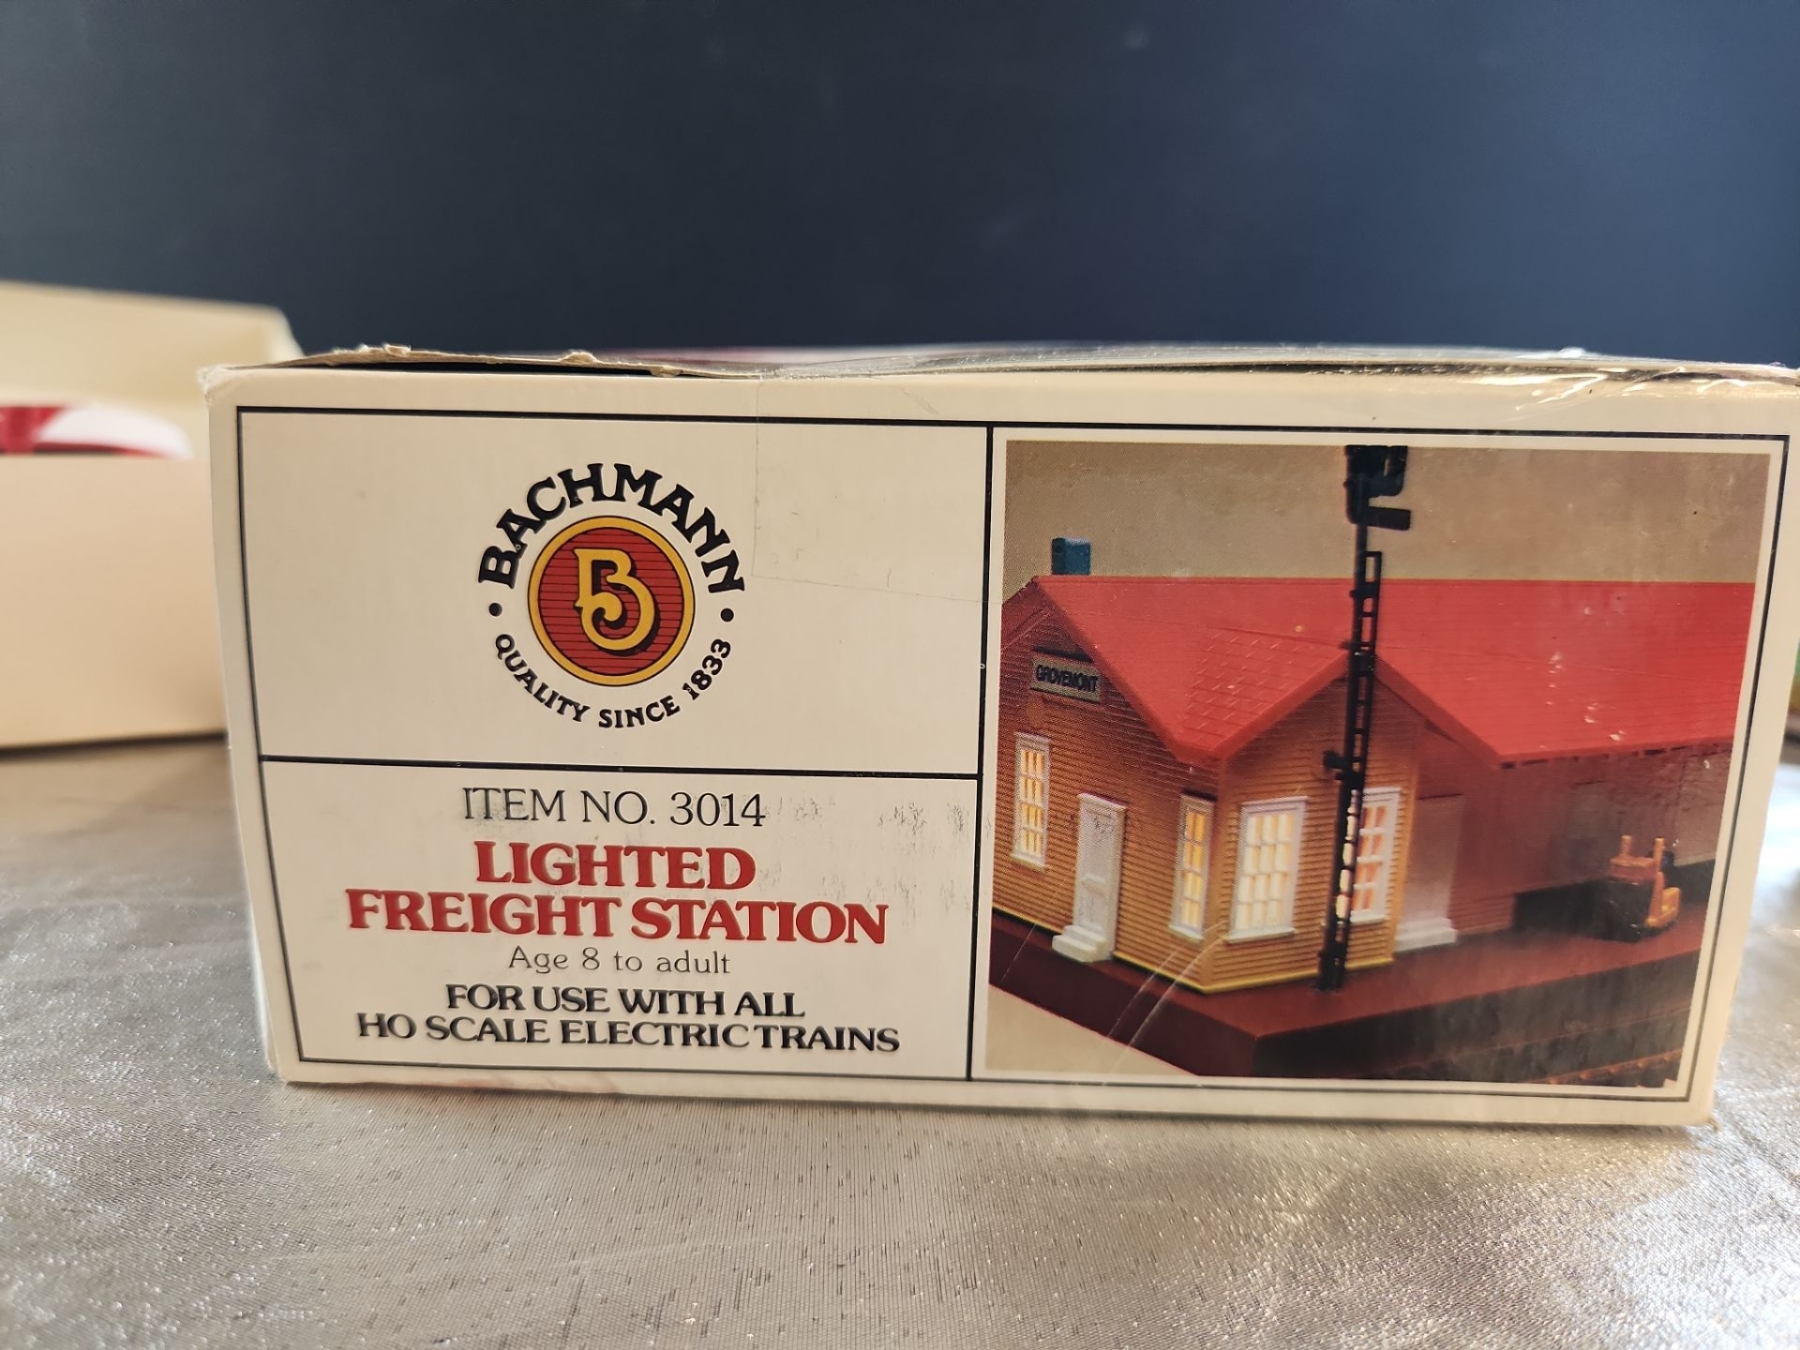 BACHMANN
B
• QUALITY SINCE 1833 •
ITEM NO. 3014
LIGHTED
FREIGHT STATION
Age 8 to adult
FOR USE WITH ALL
HO SCALE ELECTRIC TRAINS
GROVEMONT